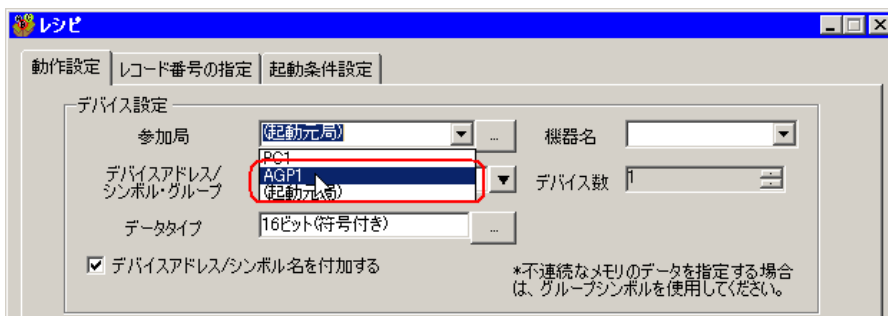 レシピ
動作設定 レコード番号の指定 起動条件設定
デバイス設定
参加局 (起動元局) ... 機器名
PC1
AGP1
(起動元局)
デバイスアドレス/
シンボル・グループ
デバイス数 1
データタイプ 16ビット(符号付き) ...
デバイスアドレス/シンボル名を付加する
*不連続なメモリのデータを指定する場合
は、グループシンボルを使用してください。